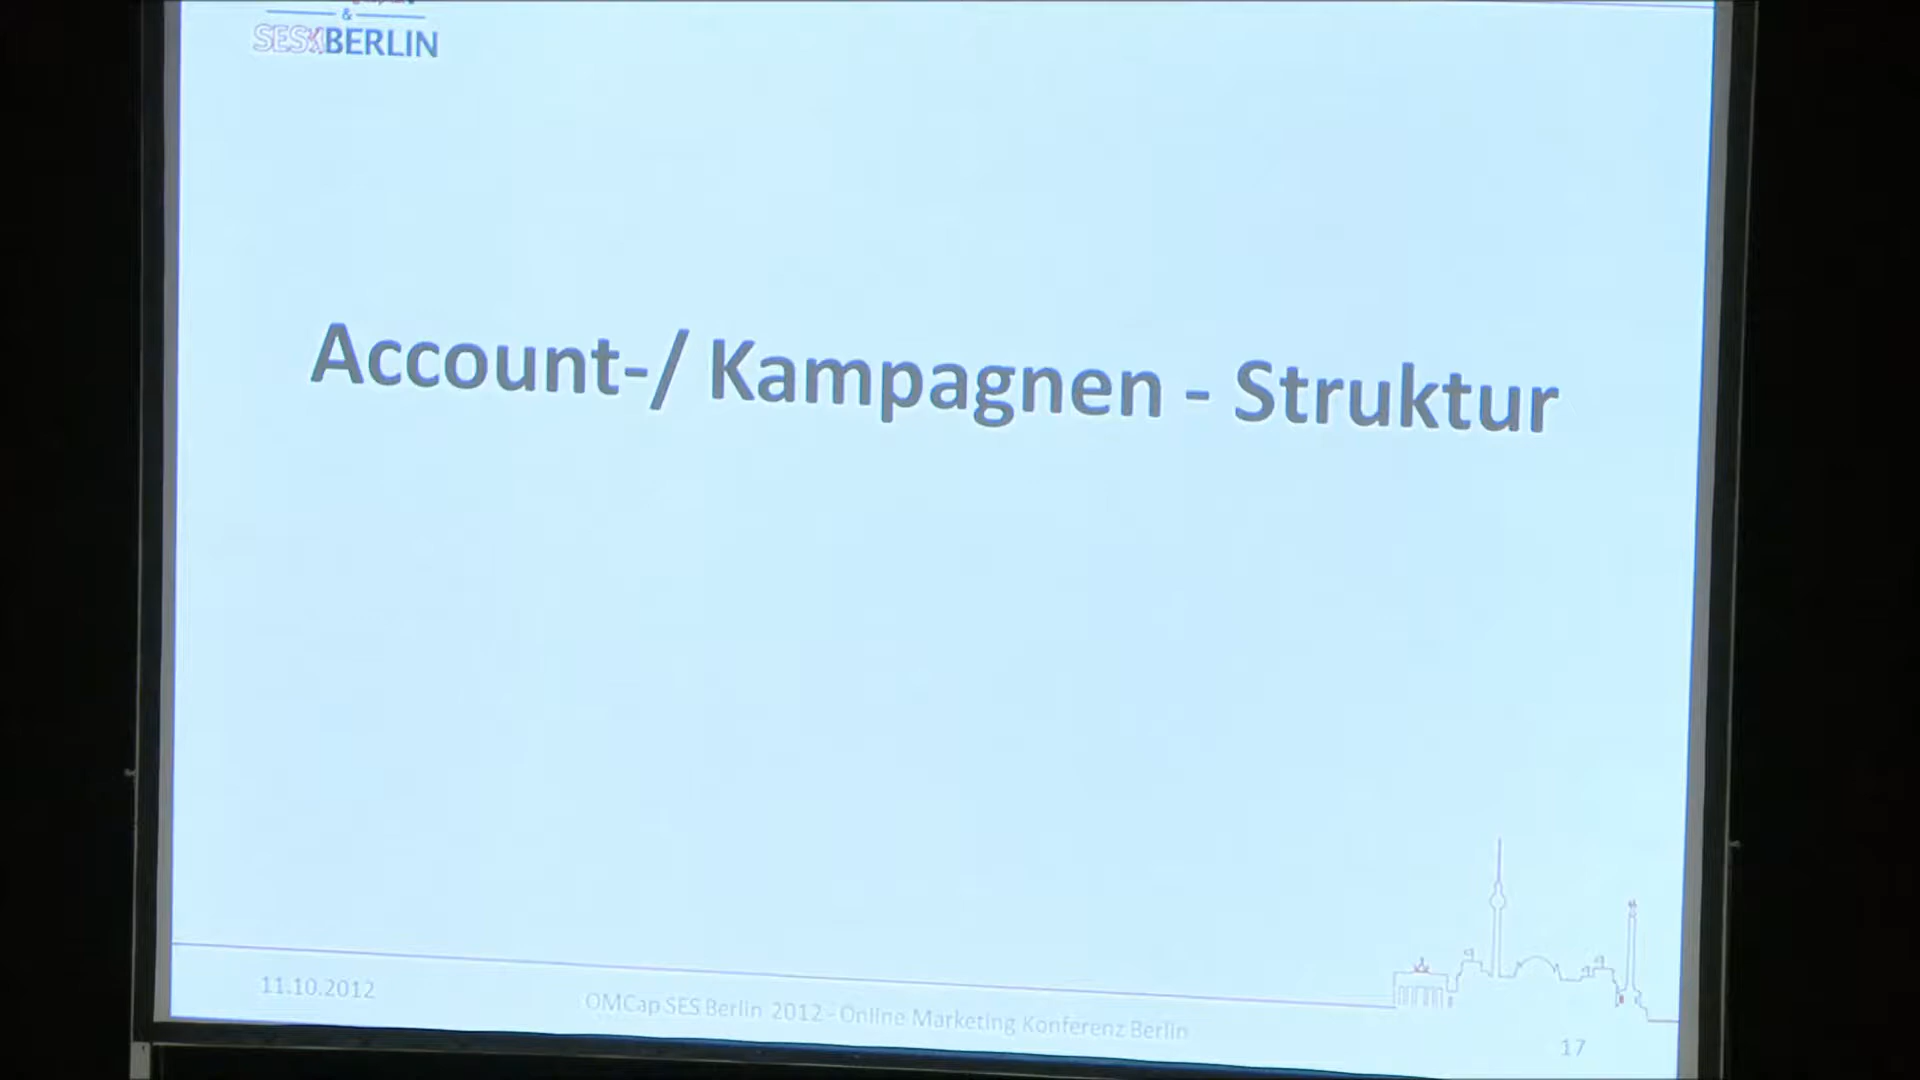 &
SES BERLIN
Account-/ Kampagnen - Struktur
11.10.2012
OMCap SES Berlin 2012 - Online Marketing Konferenz Berlin
17